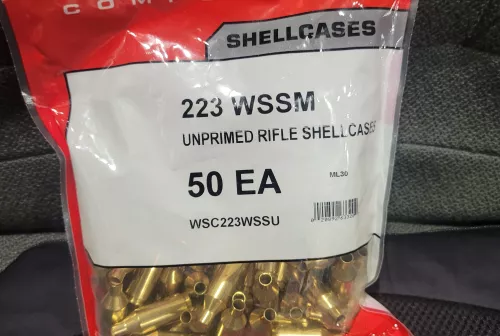 SHELLCASES
223 WSSM
UNPRIMED RIFLE SHELLCASES
50 EA
ML30
WSC223WSSU